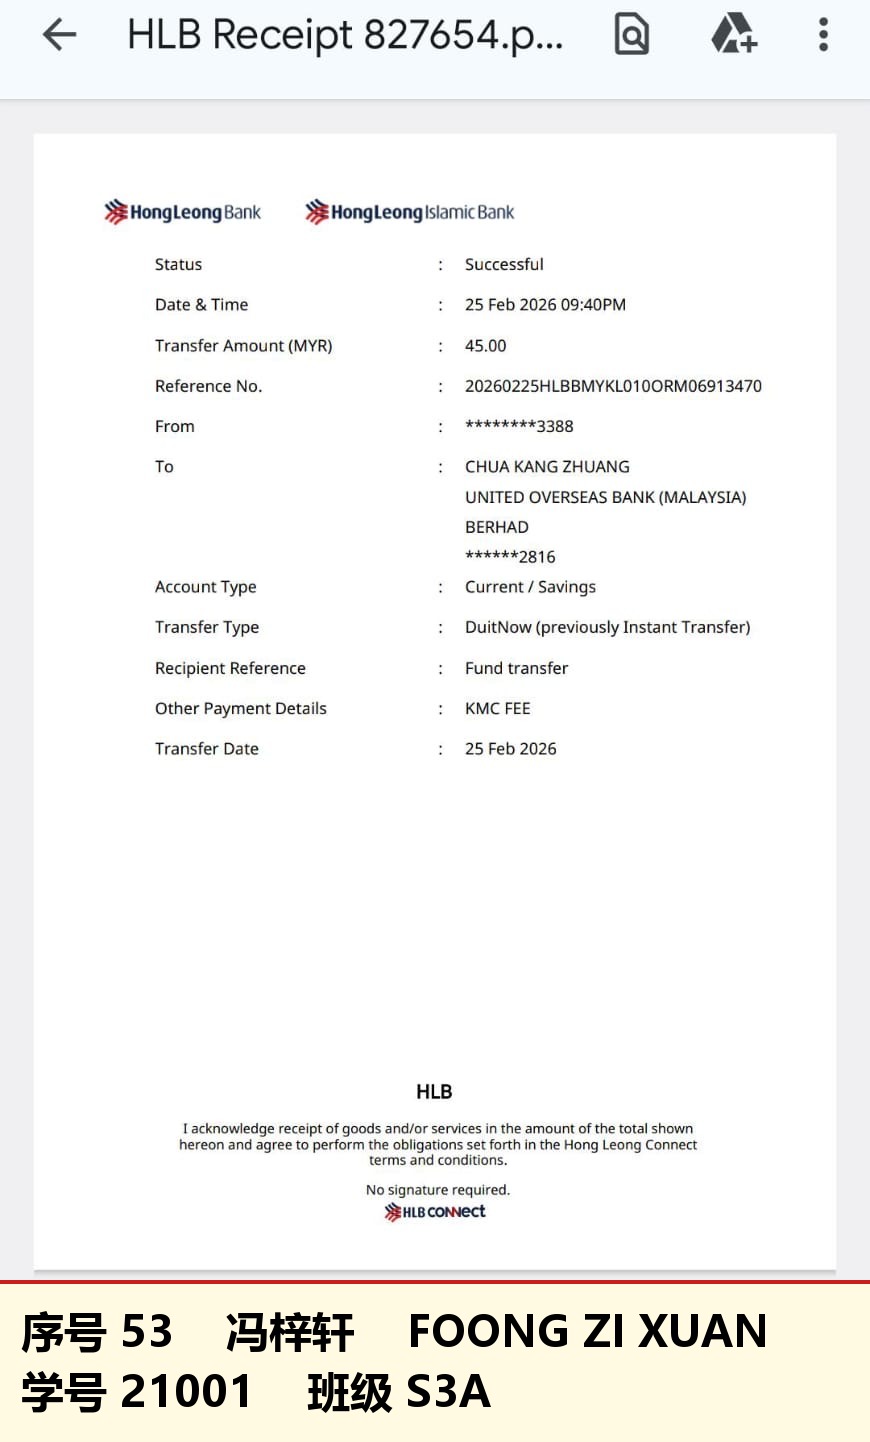 HLB Receipt 827654.p...
HongLeong Bank HongLeong Islamic Bank
Status : Successful
Date & Time : 25 Feb 2026 09:40PM
Transfer Amount (MYR) : 45.00
Reference No. : 20260225HLBBMYKL010ORM06913470
From : ********3388
To : CHUA KANG ZHUANG
UNITED OVERSEAS BANK (MALAYSIA)
BERHAD
******2816
Account Type : Current / Savings
Transfer Type : DuitNow (previously Instant Transfer)
Recipient Reference : Fund transfer
Other Payment Details : KMC FEE
Transfer Date : 25 Feb 2026
HLB
I acknowledge receipt of goods and/or services in the amount of the total shown
hereon and agree to perform the obligations set forth in the Hong Leong Connect
terms and conditions.
No signature required.
HLB CONNect
序号 53 冯梓轩 FOONG ZI XUAN
学号 21001 班级 S3A